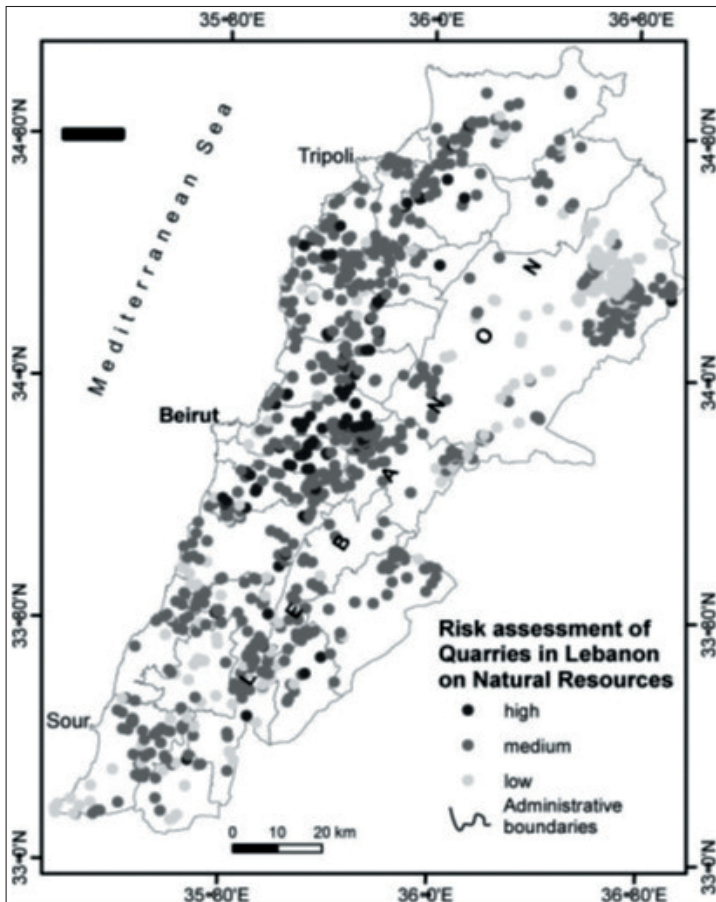 35•80'E 36•0'E 36•80'E
34•80'N 34•80'N
Mediterranean Sea
Tripoli
34•0'N 34•0'N
Beirut
LEBANON
33•80'N 33•80'N
Sour
Risk assessment of
Quarries in Lebanon
on Natural Resources
high
medium
low
Administrative
boundaries
0 10 20 km
33•0'N 33•0'N
35•80'E 36•0'E 36•80'E